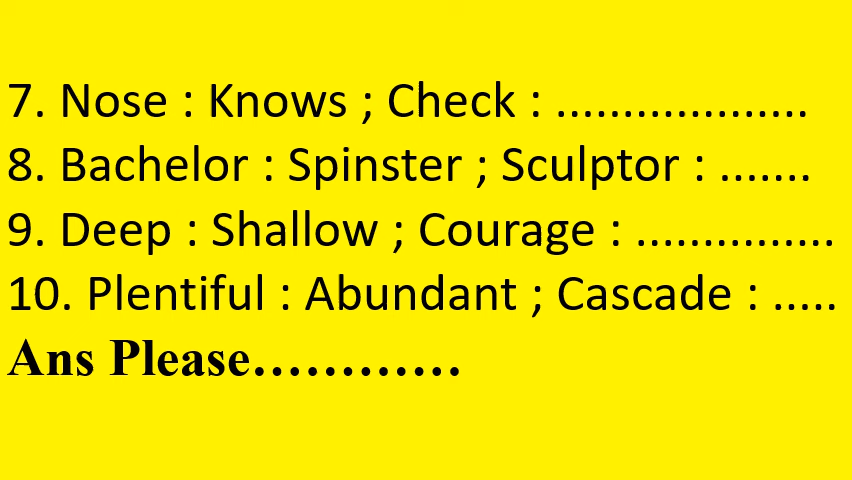 7. Nose : Knows ; Check : ...................
8. Bachelor : Spinster ; Sculptor : .......
9. Deep : Shallow ; Courage : ...............
10. Plentiful : Abundant ; Cascade : .....
Ans Please…………